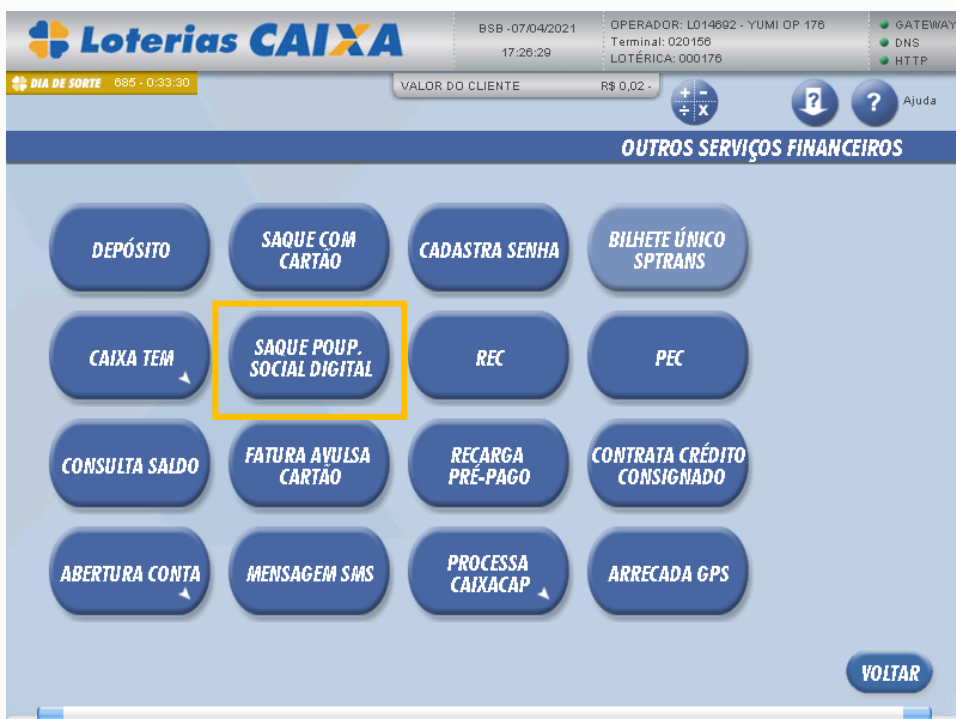 Loterias CAIXA
BSB - 07/04/2021
17:26:29
OPERADOR: L014692 - YUMI OP 176
Terminal: 020156
LOTÉRICA: 000176
GATEWAY
DNS
HTTP
DIA DE SORTE 685 - 0:33:30
VALOR DO CLIENTE R$ 0,02 -
+ -
÷ x
?
?
Ajuda
OUTROS SERVIÇOS FINANCEIROS
DEPÓSITO
SAQUE COM
CARTÃO
CADASTRA SENHA
BILHETE ÚNICO
SPTRANS
CAIXA TEM
SAQUE POUP.
SOCIAL DIGITAL
REC
PEC
CONSULTA SALDO
FATURA AVULSA
CARTÃO
RECARGA
PRÉ-PAGO
CONTRATA CRÉDITO
CONSIGNADO
ABERTURA CONTA
MENSAGEM SMS
PROCESSA
CAIXACAP
ARRECADA GPS
VOLTAR